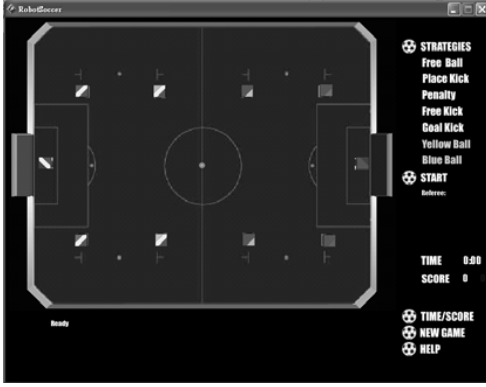 RobotSoccer
STRATEGIES
Free Ball
Place Kick
Penalty
Free Kick
Goal Kick
Yellow Ball
Blue Ball
START
Referee:
TIME 0:00
SCORE 0
Ready
TIME/SCORE
NEW GAME
HELP